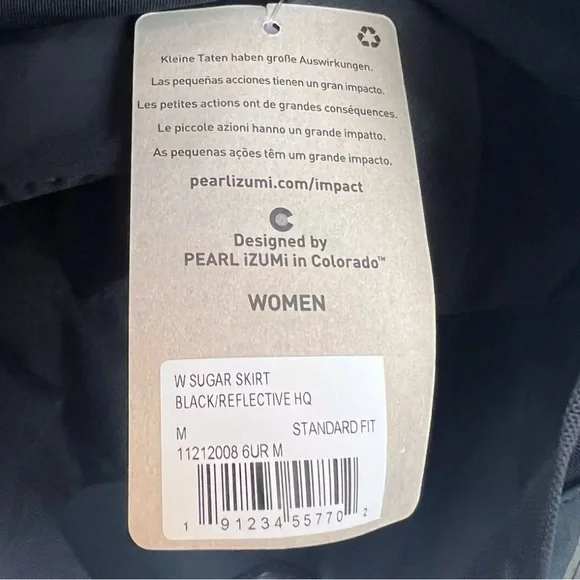 Kleine Taten haben große Auswirkungen.
Las pequeñas acciones tienen un gran impacto.
Les petites actions ont de grandes conséquences.
Le piccole azioni hanno un grande impatto.
As pequenas ações têm um grande impacto.
pearlizumi.com/impact
Designed by
PEARL iZUMi in Colorado™
WOMEN
W SUGAR SKIRT
BLACK/REFLECTIVE HQ
M STANDARD FIT
11212008 6UR M
1 91234 55770 2